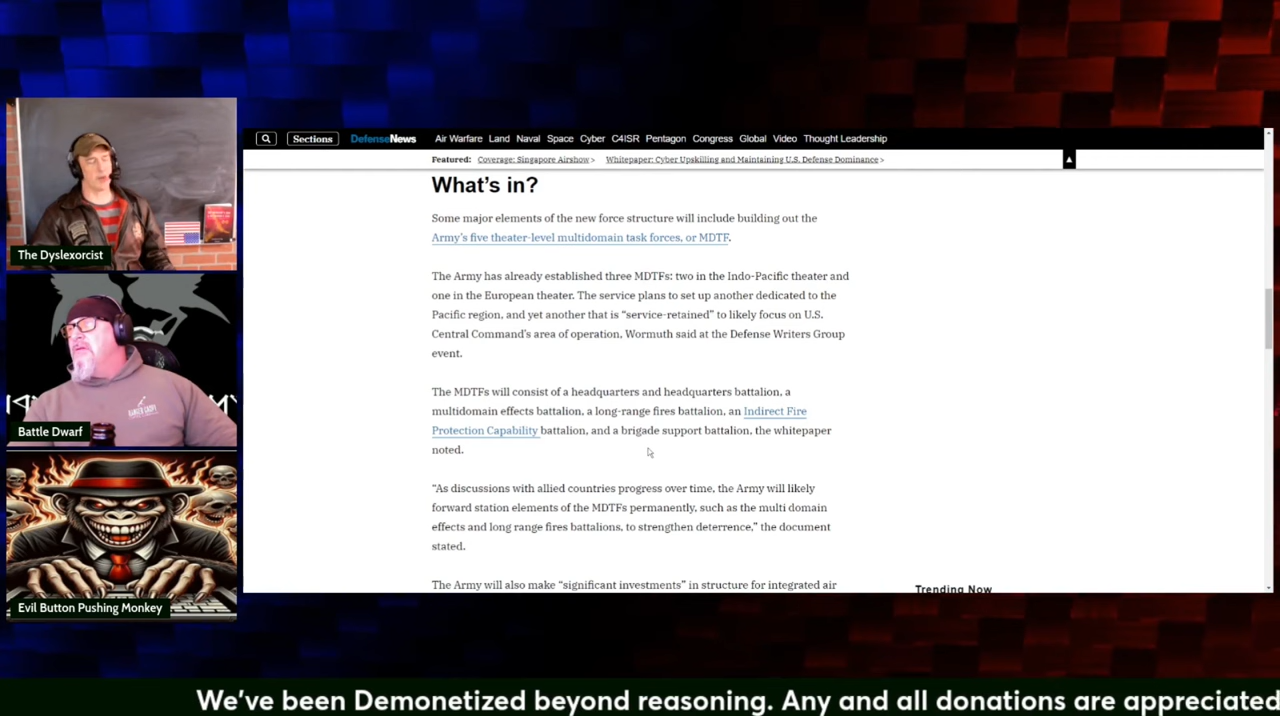 Sections
DefenseNews
Air Warfare Land Naval Space Cyber C4ISR Pentagon Congress Global Video Thought Leadership
Featured: Coverage: Singapore Airshow > Whitepaper: Cyber Upskilling and Maintaining U.S. Defense Dominance >
What's in?
Some major elements of the new force structure will include building out the
Army's five theater-level multidomain task forces, or MDTF.
The Army has already established three MDTFs: two in the Indo-Pacific theater and
one in the European theater. The service plans to set up another dedicated to the
Pacific region, and yet another that is “service-retained” to likely focus on U.S.
Central Command's area of operation, Wormuth said at the Defense Writers Group
event.
The MDTFs will consist of a headquarters and headquarters battalion, a
multidomain effects battalion, a long-range fires battalion, an Indirect Fire
Protection Capability battalion, and a brigade support battalion, the whitepaper
noted.
“As discussions with allied countries progress over time, the Army will likely
forward station elements of the MDTFs permanently, such as the multi domain
effects and long range fires battalions, to strengthen deterrence,” the document
stated.
The Army will also make “significant investments” in structure for integrated air
Trending Now
The Dyslexorcist
Battle Dwarf
Evil Button Pushing Monkey
We've been Demonetized beyond reasoning. Any and all donations are appreciated